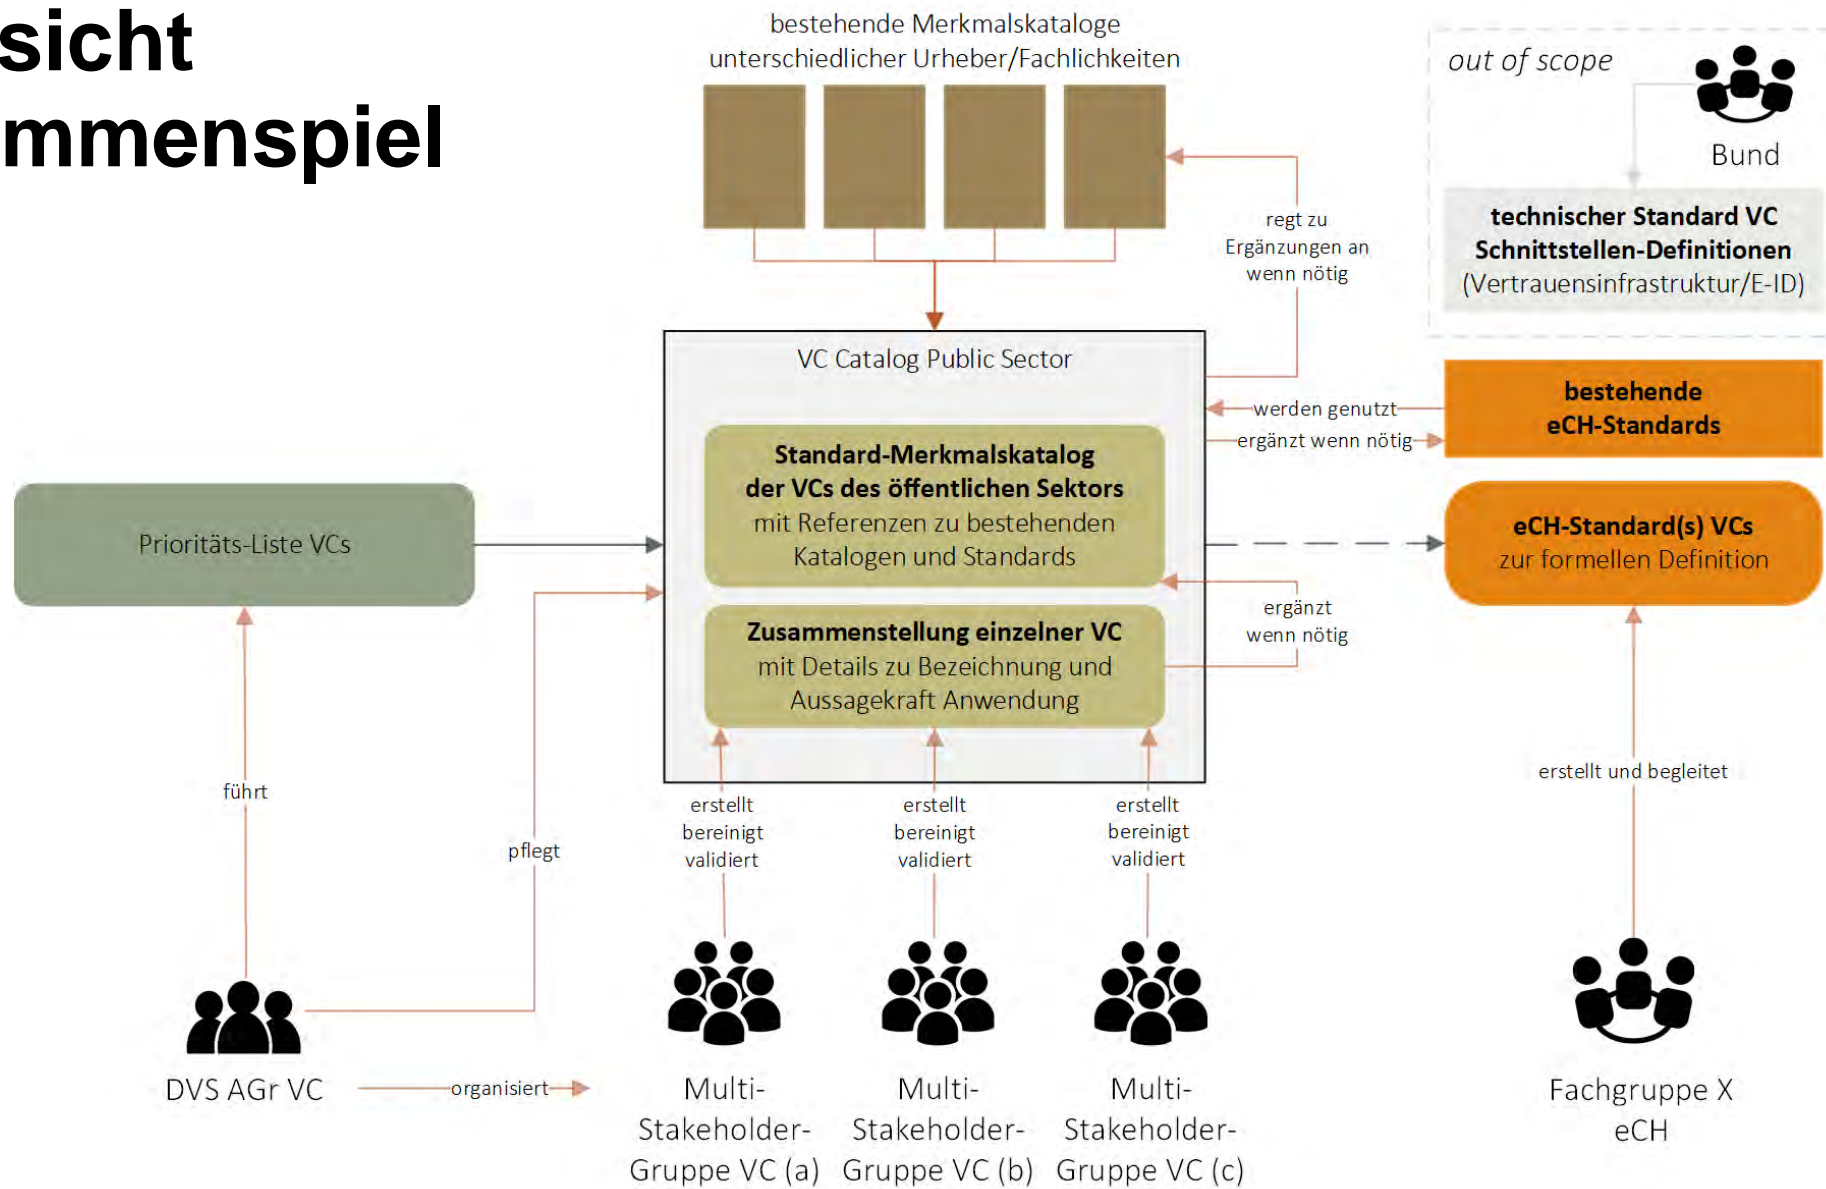 sicht
mmenspiel
bestehende Merkmalskataloge
unterschiedlicher Urheber/Fachlichkeiten
out of scope
Bund
technischer Standard VC
Schnittstellen-Definitionen
(Vertrauensinfrastruktur/E-ID)
regt zu
Ergänzungen an
wenn nötig
VC Catalog Public Sector
werden genutzt
ergänzt wenn nötig
bestehende
eCH-Standards
Standard-Merkmalskatalog
der VCs des öffentlichen Sektors
mit Referenzen zu bestehenden
Katalogen und Standards
Prioritäts-Liste VCs
eCH-Standard(s) VCs
zur formellen Definition
ergänzt
wenn nötig
Zusammenstellung einzelner VC
mit Details zu Bezeichnung und
Aussagekraft Anwendung
führt
pflegt
erstellt
bereinigt
validiert
erstellt
bereinigt
validiert
erstellt
bereinigt
validiert
erstellt und begleitet
DVS AGr VC
organisiert
Multi-
Stakeholder-
Gruppe VC (a)
Multi-
Stakeholder-
Gruppe VC (b)
Multi-
Stakeholder-
Gruppe VC (c)
Fachgruppe X
eCH